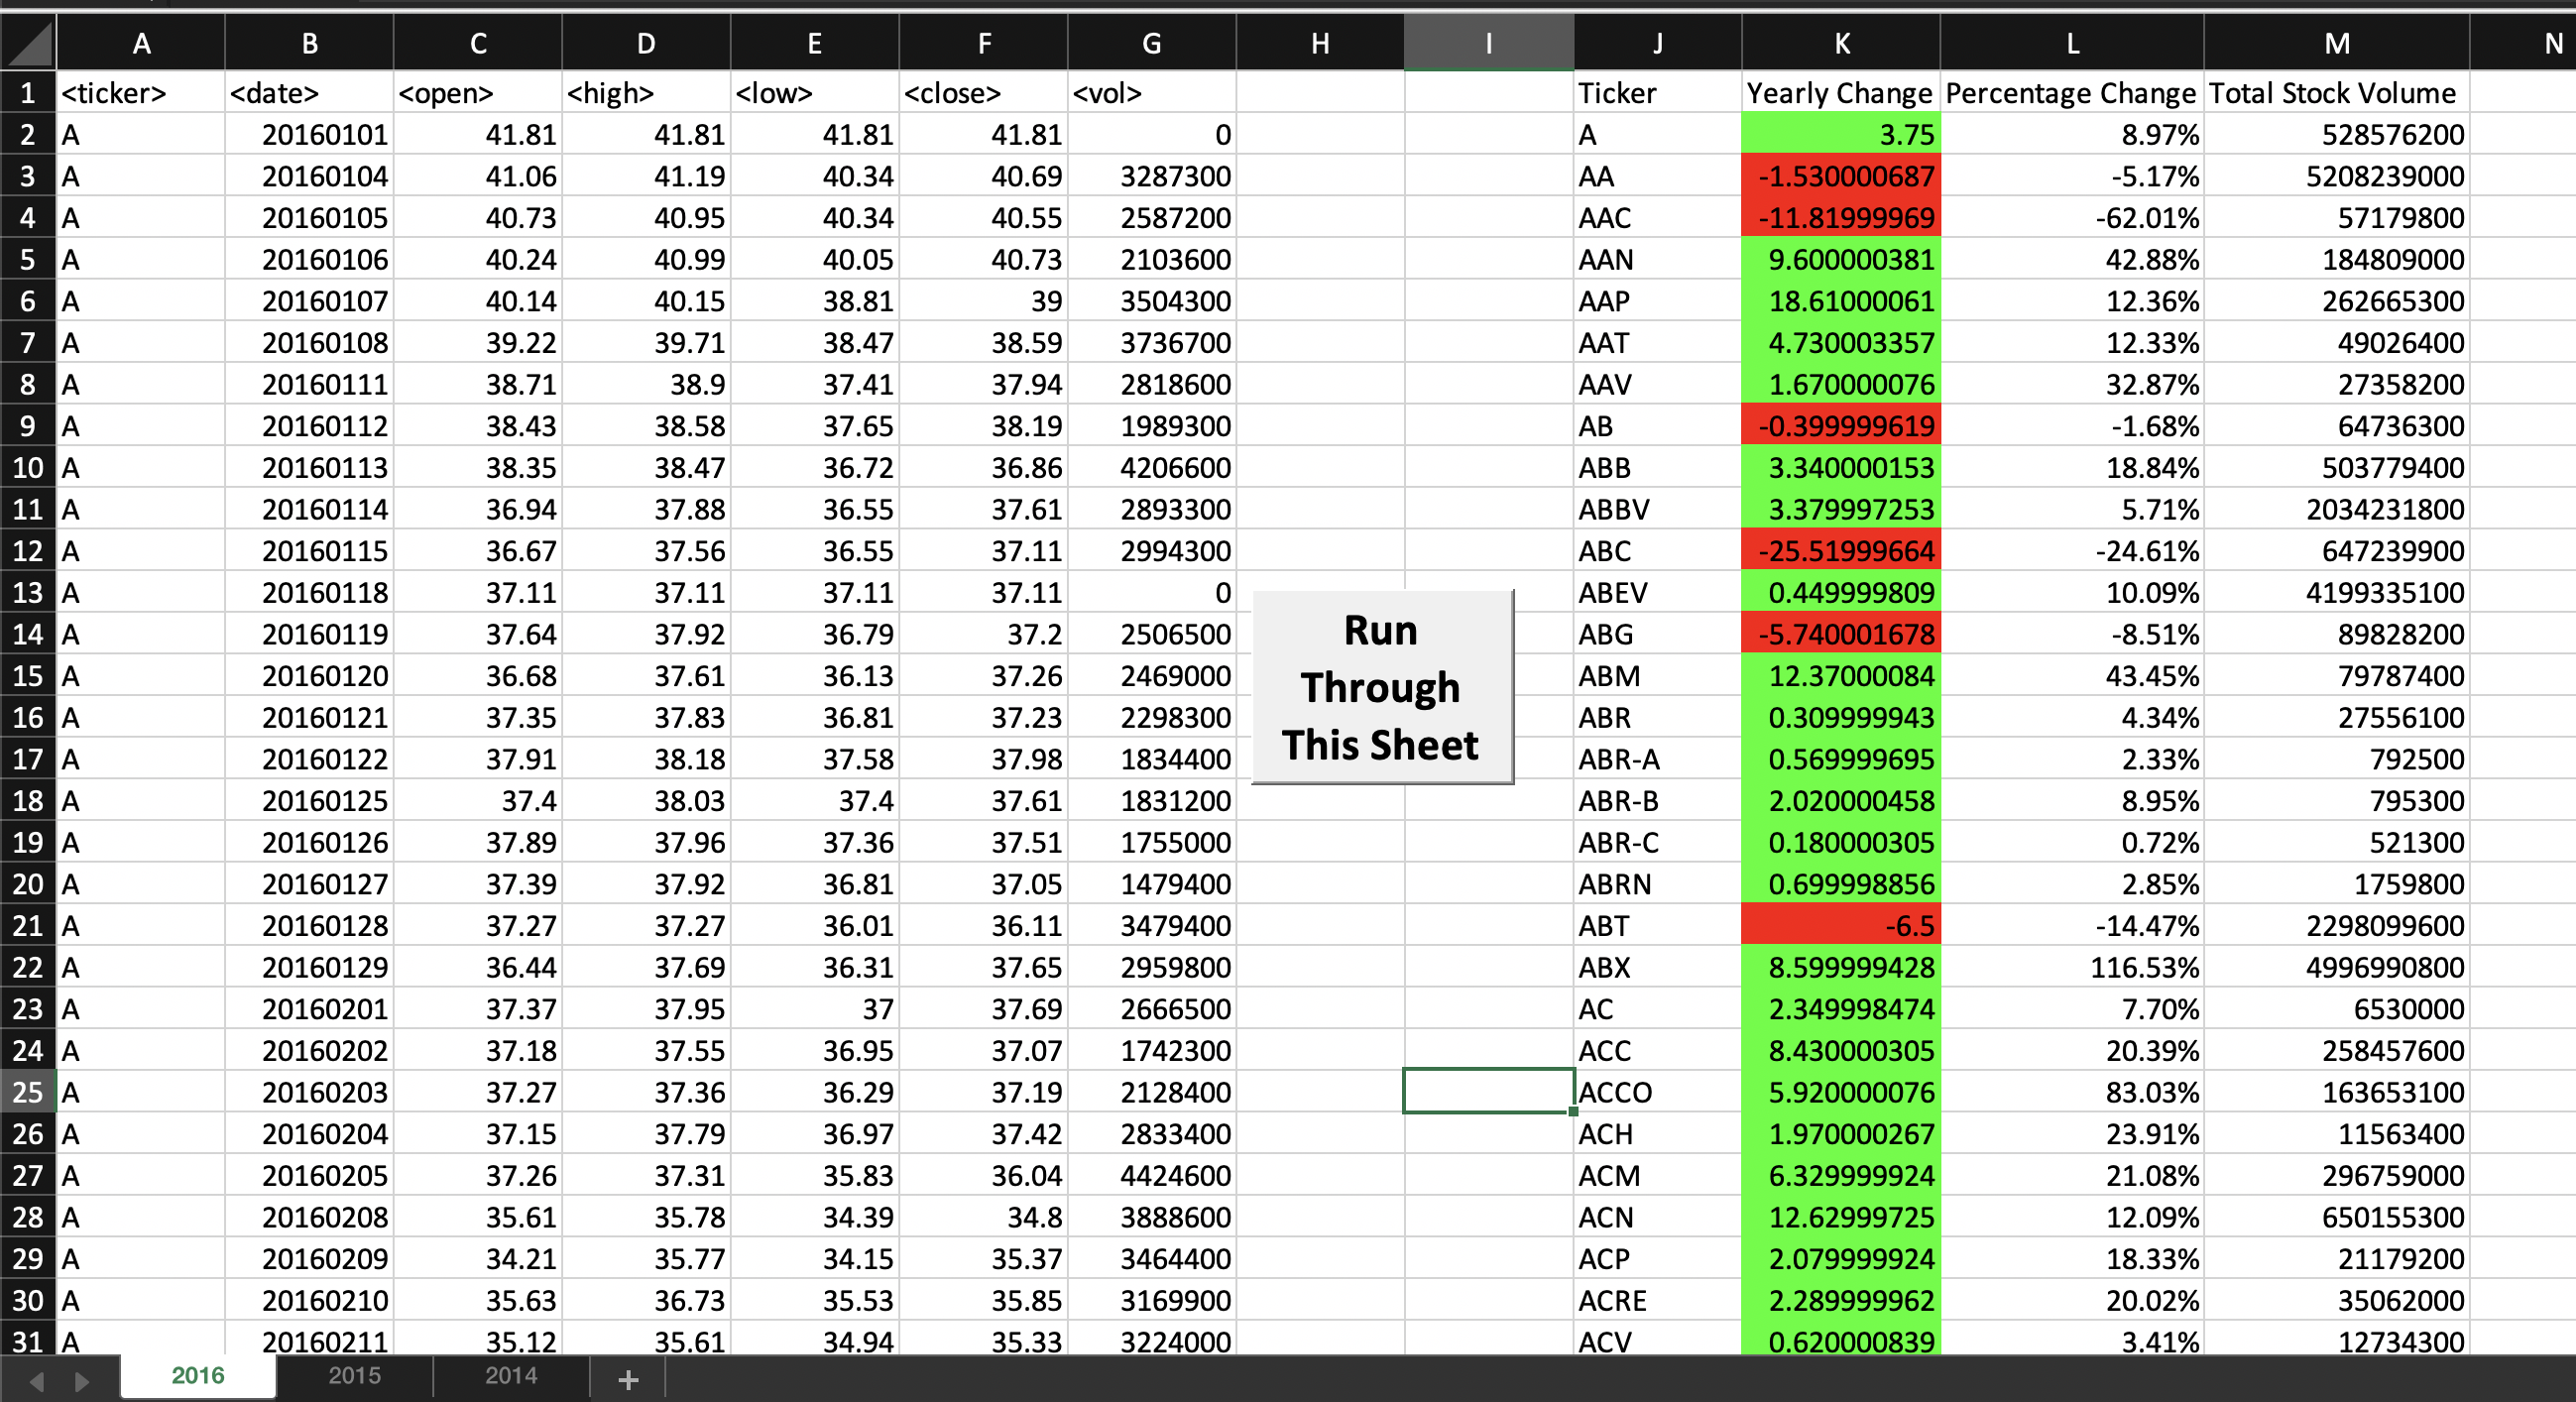 A B C D E F G H I J K L M N
1 <ticker> <date> <open> <high> <low> <close> <vol> Ticker Yearly Change Percentage Change Total Stock Volume
2 A 20160101 41.81 41.81 41.81 41.81 0 A 3.75 8.97% 528576200
3 A 20160104 41.06 41.19 40.34 40.69 3287300 AA -1.530000687 -5.17% 5208239000
4 A 20160105 40.73 40.95 40.34 40.55 2587200 AAC -11.81999969 -62.01% 57179800
5 A 20160106 40.24 40.99 40.05 40.73 2103600 AAN 9.600000381 42.88% 184809000
6 A 20160107 40.14 40.15 38.81 39 3504300 AAP 18.61000061 12.36% 262665300
7 A 20160108 39.22 39.71 38.47 38.59 3736700 AAT 4.730003357 12.33% 49026400
8 A 20160111 38.71 38.9 37.41 37.94 2818600 AAV 1.670000076 32.87% 27358200
9 A 20160112 38.43 38.58 37.65 38.19 1989300 AB -0.399999619 -1.68% 64736300
10 A 20160113 38.35 38.47 36.72 36.86 4206600 ABB 3.340000153 18.84% 503779400
11 A 20160114 36.94 37.88 36.55 37.61 2893300 ABBV 3.379997253 5.71% 2034231800
12 A 20160115 36.67 37.56 36.55 37.11 2994300 ABC -25.51999664 -24.61% 647239900
13 A 20160118 37.11 37.11 37.11 37.11 0 ABEV 0.449999809 10.09% 4199335100
14 A 20160119 37.64 37.92 36.79 37.2 2506500 ABG -5.740001678 -8.51% 89828200
15 A 20160120 36.68 37.61 36.13 37.26 2469000 ABM 12.37000084 43.45% 79787400
16 A 20160121 37.35 37.83 36.81 37.23 2298300 ABR 0.309999943 4.34% 27556100
17 A 20160122 37.91 38.18 37.58 37.98 1834400 ABR-A 0.569999695 2.33% 792500
18 A 20160125 37.4 38.03 37.4 37.61 1831200 ABR-B 2.020000458 8.95% 795300
19 A 20160126 37.89 37.96 37.36 37.51 1755000 ABR-C 0.180000305 0.72% 521300
20 A 20160127 37.39 37.92 36.81 37.05 1479400 ABRN 0.699998856 2.85% 1759800
21 A 20160128 37.27 37.27 36.01 36.11 3479400 ABT -6.5 -14.47% 2298099600
22 A 20160129 36.44 37.69 36.31 37.65 2959800 ABX 8.599999428 116.53% 4996990800
23 A 20160201 37.37 37.95 37 37.69 2666500 AC 2.349998474 7.70% 6530000
24 A 20160202 37.18 37.55 36.95 37.07 1742300 ACC 8.430000305 20.39% 258457600
25 A 20160203 37.27 37.36 36.29 37.19 2128400 ACCO 5.920000076 83.03% 163653100
26 A 20160204 37.15 37.79 36.97 37.42 2833400 ACH 1.970000267 23.91% 11563400
27 A 20160205 37.26 37.31 35.83 36.04 4424600 ACM 6.329999924 21.08% 296759000
28 A 20160208 35.61 35.78 34.39 34.8 3888600 ACN 12.62999725 12.09% 650155300
29 A 20160209 34.21 35.77 34.15 35.37 3464400 ACP 2.079999924 18.33% 21179200
30 A 20160210 35.63 36.73 35.53 35.85 3169900 ACRE 2.289999962 20.02% 35062000
31 A 20160211 35.12 35.61 34.94 35.33 3224000 ACV 0.620000839 3.41% 12734300
Run
Through
This Sheet
2016 2015 2014 +